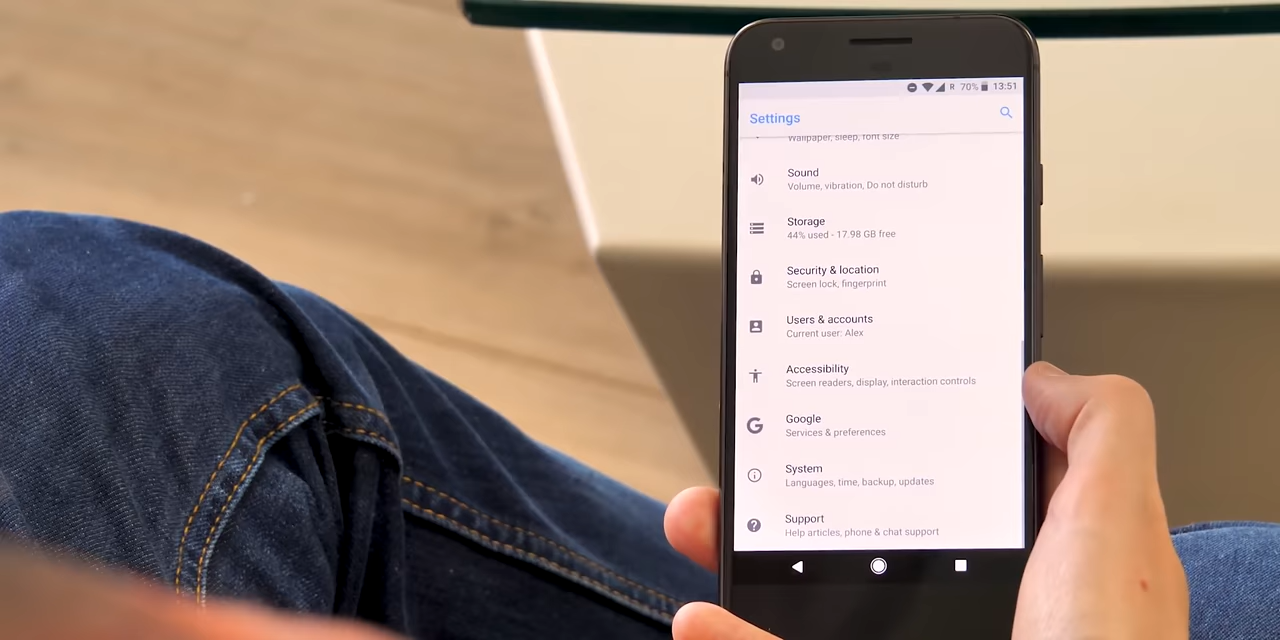 R 70% 13:51
Settings
Wallpaper, sleep, font size
Sound
Volume, vibration, Do not disturb
Storage
44% used - 17.98 GB free
Security & location
Screen lock, fingerprint
Users & accounts
Current user: Alex
Accessibility
Screen readers, display, interaction controls
Google
Services & preferences
System
Languages, time, backup, updates
Support
Help articles, phone & chat support